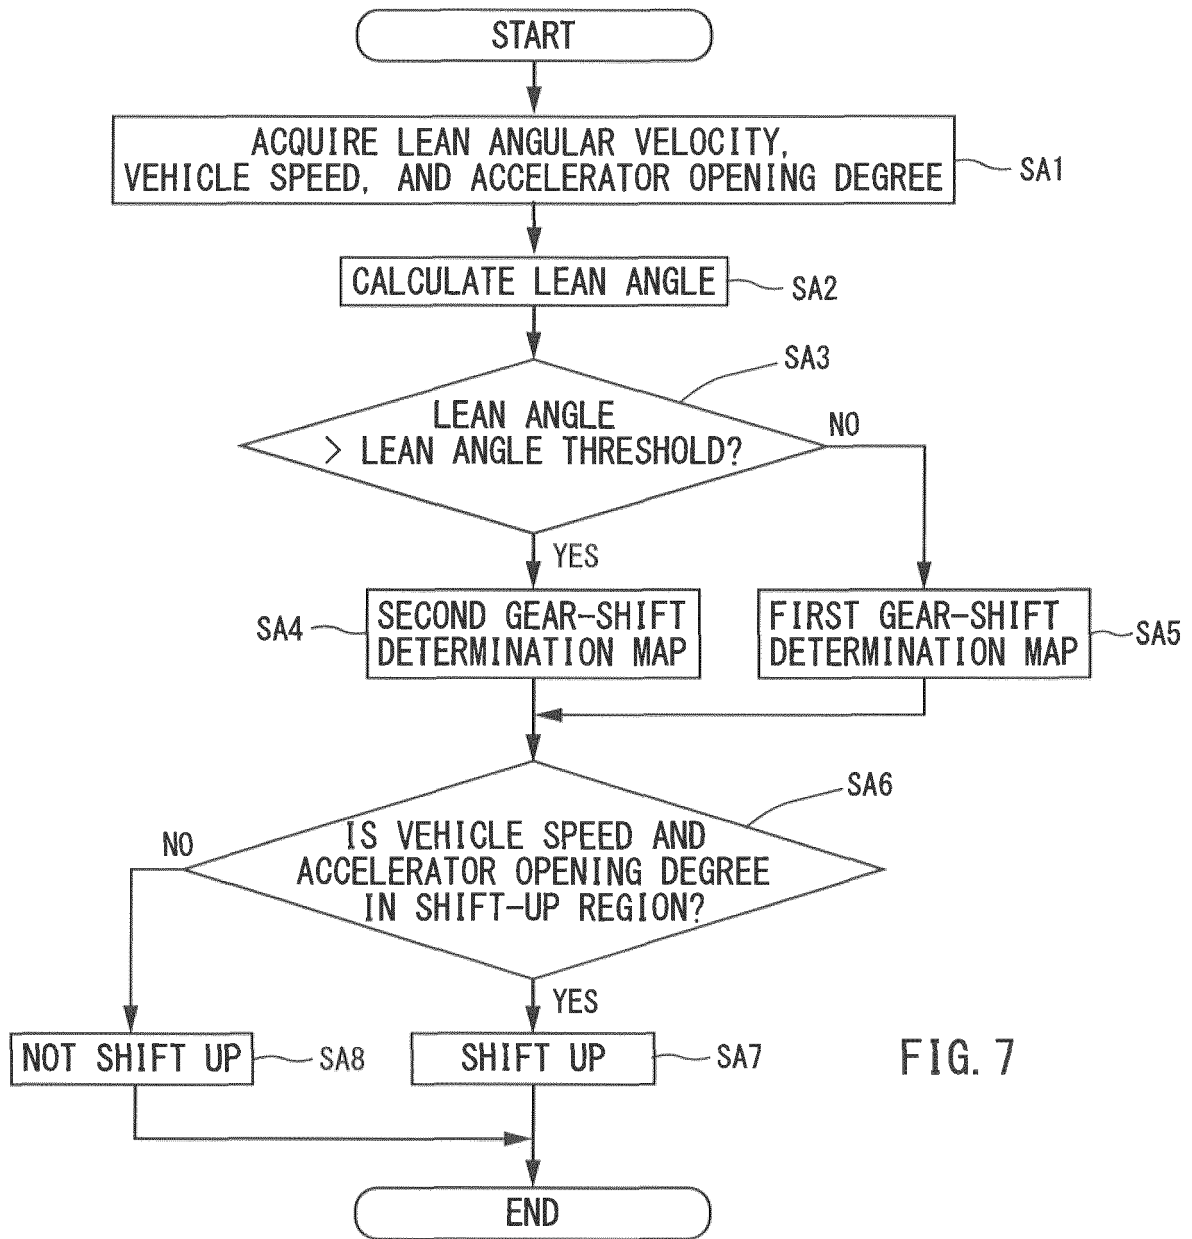 START
ACQUIRE LEAN ANGULAR VELOCITY,
VEHICLE SPEED, AND ACCELERATOR OPENING DEGREE
SA1
CALCULATE LEAN ANGLE
SA2
SA3
LEAN ANGLE
> LEAN ANGLE THRESHOLD?
NO
YES
SA4
SECOND GEAR-SHIFT
DETERMINATION MAP
FIRST GEAR-SHIFT
DETERMINATION MAP
SA5
SA6
IS VEHICLE SPEED AND
ACCELERATOR OPENING DEGREE
IN SHIFT-UP REGION?
NO
YES
NOT SHIFT UP
SA8
SHIFT UP
SA7
FIG. 7
END